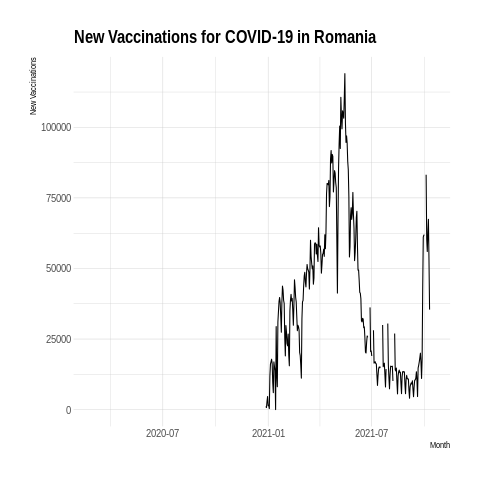 New Vaccinations for COVID-19 in Romania
New Vaccinations
100000
75000
50000
25000
0
2020-07
2021-01
2021-07
Month